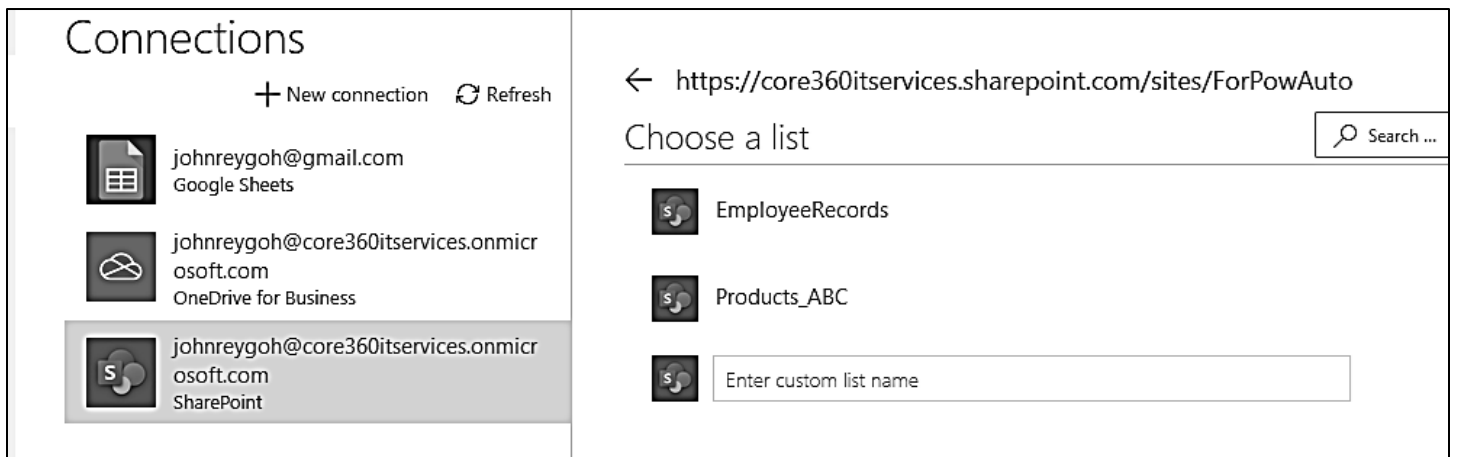 Connections
New connection Refresh
johnreygoh@gmail.com
Google Sheets
johnreygoh@core360itservices.onmicr
osoft.com
OneDrive for Business
johnreygoh@core360itservices.onmicr
osoft.com
SharePoint
https://core360itservices.sharepoint.com/sites/ForPowAuto
Choose a list
Search ...
EmployeeRecords
Products_ABC
Enter custom list name